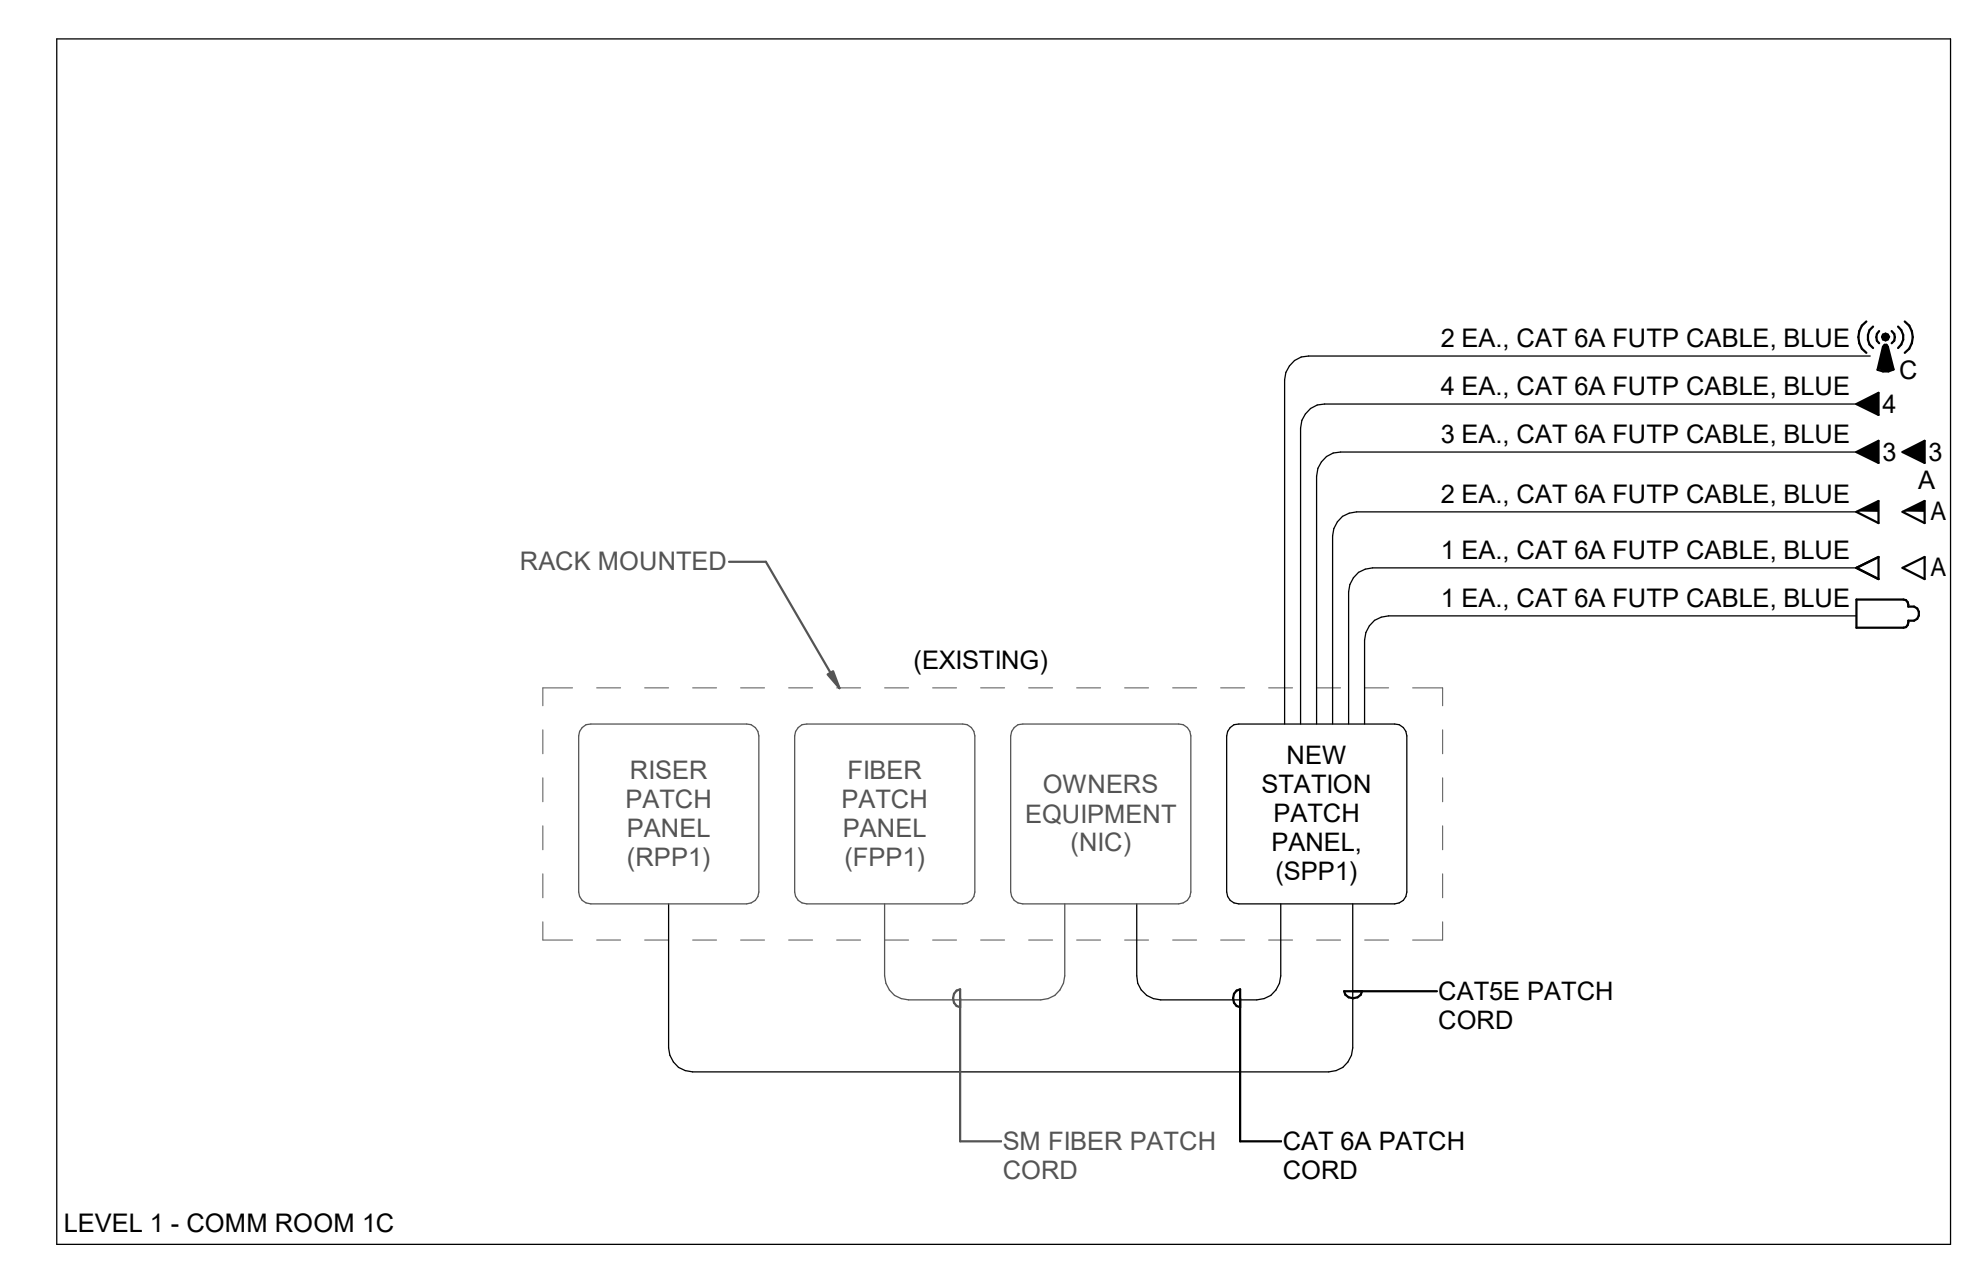 2 EA., CAT 6A FUTP CABLE, BLUE
C
4 EA., CAT 6A FUTP CABLE, BLUE
4
3 EA., CAT 6A FUTP CABLE, BLUE
3 3
A
2 EA., CAT 6A FUTP CABLE, BLUE
A
1 EA., CAT 6A FUTP CABLE, BLUE
A
1 EA., CAT 6A FUTP CABLE, BLUE
RACK MOUNTED
(EXISTING)
RISER
PATCH
PANEL
(RPP1)
FIBER
PATCH
PANEL
(FPP1)
OWNERS
EQUIPMENT
(NIC)
NEW
STATION
PATCH
PANEL,
(SPP1)
CAT5E PATCH
CORD
SM FIBER PATCH
CORD
CAT 6A PATCH
CORD
LEVEL 1 - COMM ROOM 1C